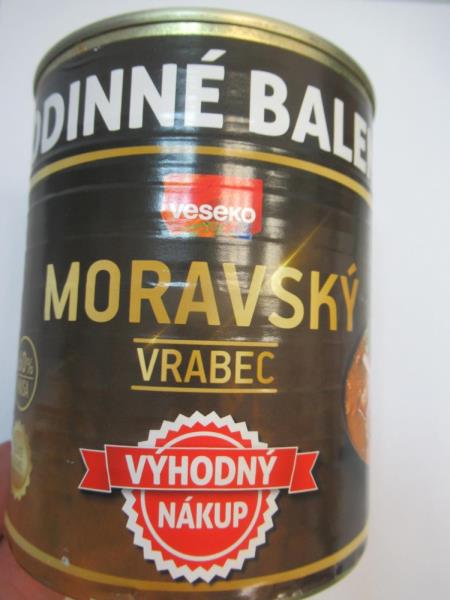 ODINNÉ BALE
veseko
MORAVSKÝ
VRABEC
VÝHODNÝ
NÁKUP